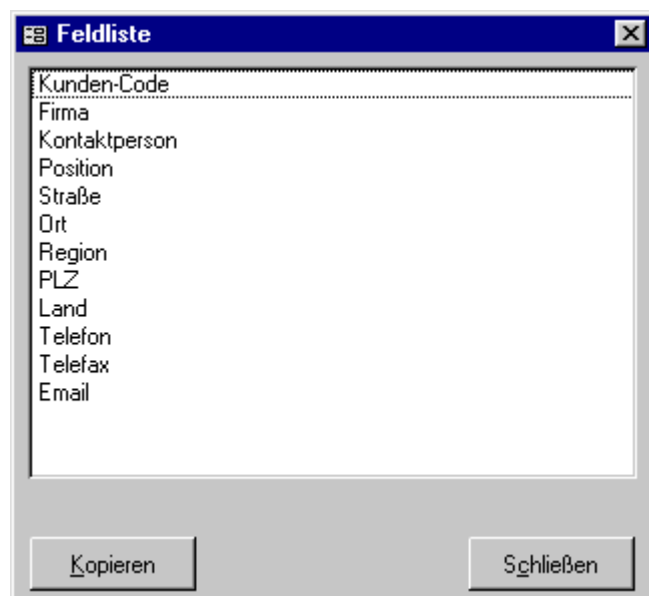 Feldliste
Kunden-Code
Firma
Kontaktperson
Position
Straße
Ort
Region
PLZ
Land
Telefon
Telefax
Email
Kopieren
Schließen